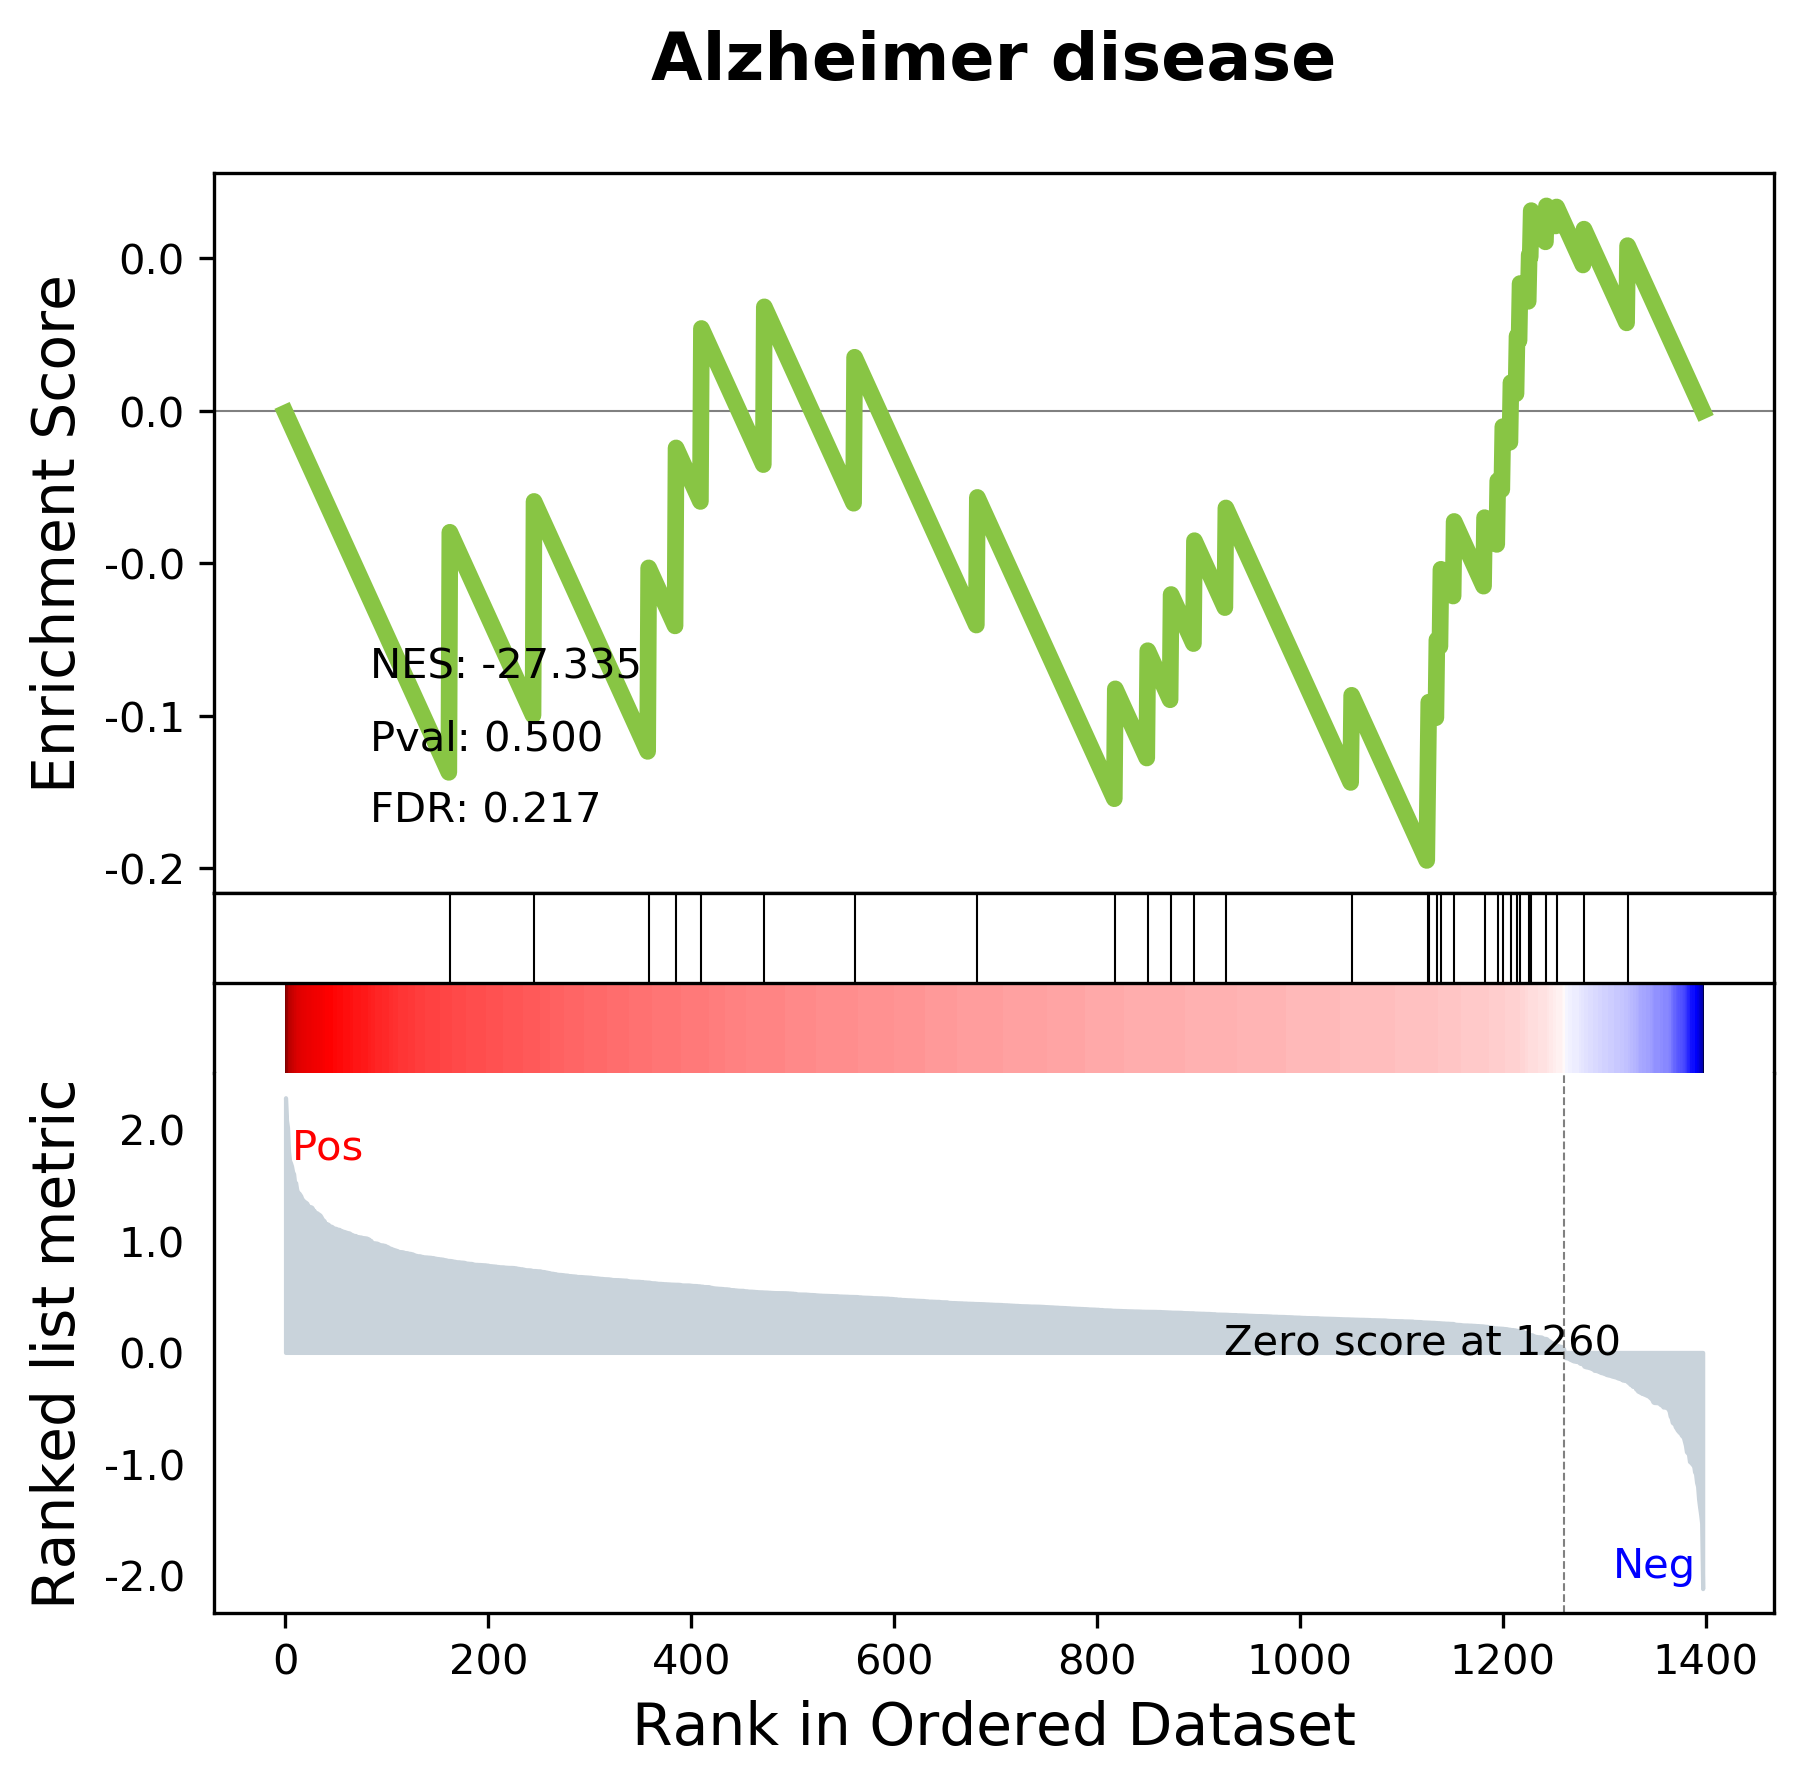 Alzheimer disease
Enrichment Score
0.0
0.0
-0.0
-0.1
-0.2
NES: -27.335
Pval: 0.500
FDR: 0.217
Ranked list metric
2.0
1.0
0.0
-1.0
-2.0
Pos
Zero score at 1260
Neg
0 200 400 600 800 1000 1200 1400
Rank in Ordered Dataset